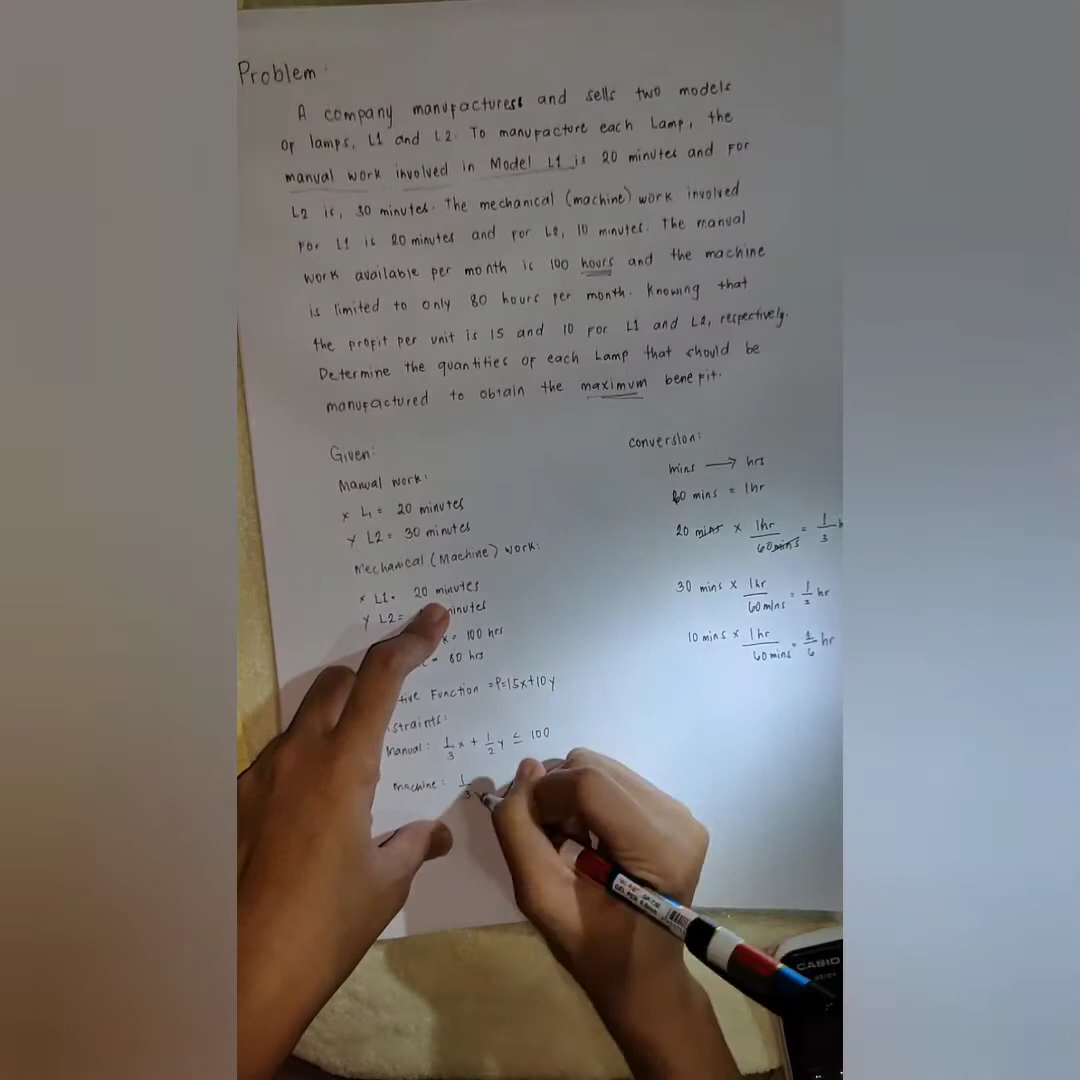 Problem:
A company manufactures and sells two models
of lamps, L1 and L2. To manufacture each Lamp, the
manual work involved in Model L1 is 20 minutes and for
L2 is, 30 minutes. The mechanical (machine) work involved
for L1 is 20 minutes and for L2, 10 minutes. The manual
work available per month is 100 hours and the machine
is limited to only 80 hours per month. Knowing that
the profit per unit is 15 and 10 for L1 and L2, respectively.
Determine the quantities of each Lamp that should be
manufactured to obtain the maximum benefit.
Given:
Manual work:
x L1 = 20 minutes
y L2 = 30 minutes
Mechanical (Machine) work:
x L1 = 20 minutes
y L2 = minutes
= 100 hrs
= 80 hrs
Function = P=15x+10y
Manual: 1/3 x + 1/2 y ≤ 100
machine: 1/3
conversion:
mins → hrs
60 mins = 1hr
20 mins x 1hr/60mins = 1/3 h
30 mins x 1hr/60mins = 1/2 hr
10 mins x 1hr/60mins = 1/6 hr
CASIO